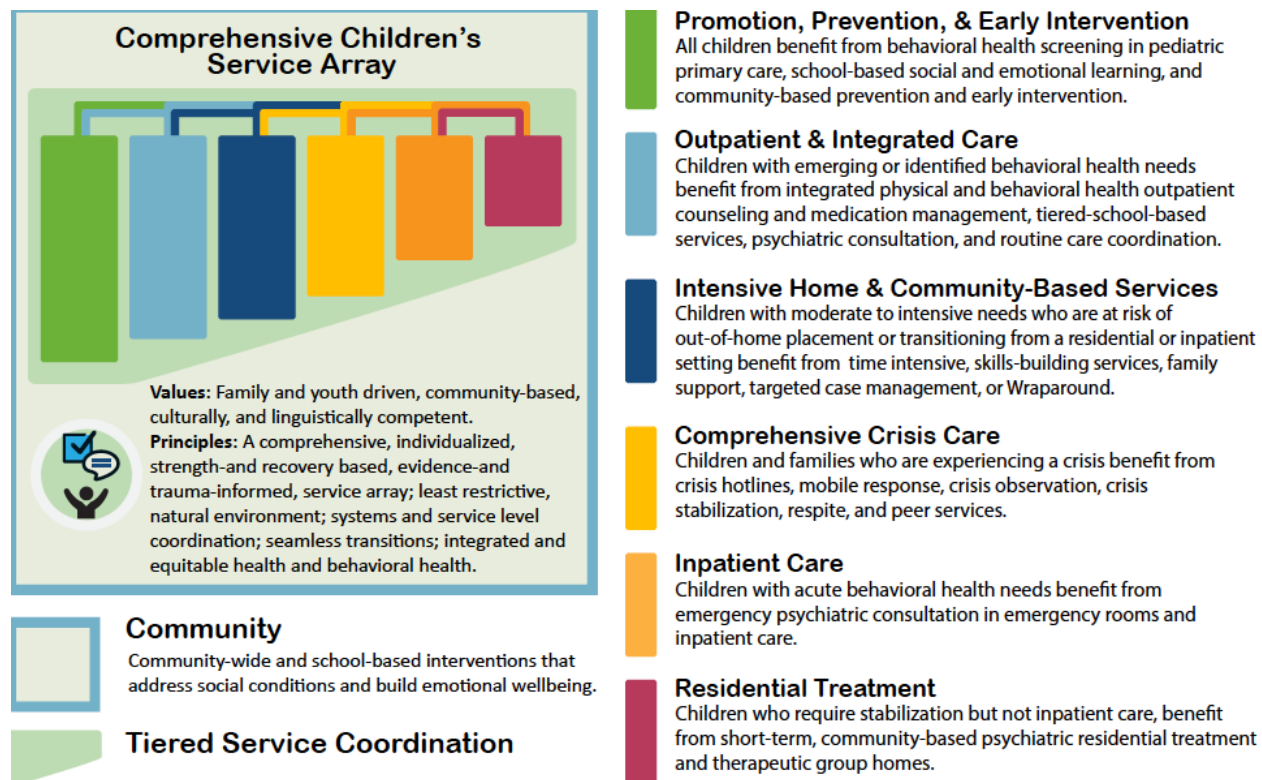 Comprehensive Children's
Service Array
Values: Family and youth driven, community-based,
culturally, and linguistically competent.
Principles: A comprehensive, individualized,
strength-and recovery based, evidence-and
trauma-informed, service array; least restrictive,
natural environment; systems and service level
coordination; seamless transitions; integrated and
equitable health and behavioral health.
Community
Community-wide and school-based interventions that
address social conditions and build emotional wellbeing.
Tiered Service Coordination
Promotion, Prevention, & Early Intervention
All children benefit from behavioral health screening in pediatric
primary care, school-based social and emotional learning, and
community-based prevention and early intervention.
Outpatient & Integrated Care
Children with emerging or identified behavioral health needs
benefit from integrated physical and behavioral health outpatient
counseling and medication management, tiered-school-based
services, psychiatric consultation, and routine care coordination.
Intensive Home & Community-Based Services
Children with moderate to intensive needs who are at risk of
out-of-home placement or transitioning from a residential or inpatient
setting benefit from time intensive, skills-building services, family
support, targeted case management, or Wraparound.
Comprehensive Crisis Care
Children and families who are experiencing a crisis benefit from
crisis hotlines, mobile response, crisis observation, crisis
stabilization, respite, and peer services.
Inpatient Care
Children with acute behavioral health needs benefit from
emergency psychiatric consultation in emergency rooms and
inpatient care.
Residential Treatment
Children who require stabilization but not inpatient care, benefit
from short-term, community-based psychiatric residential treatment
and therapeutic group homes.